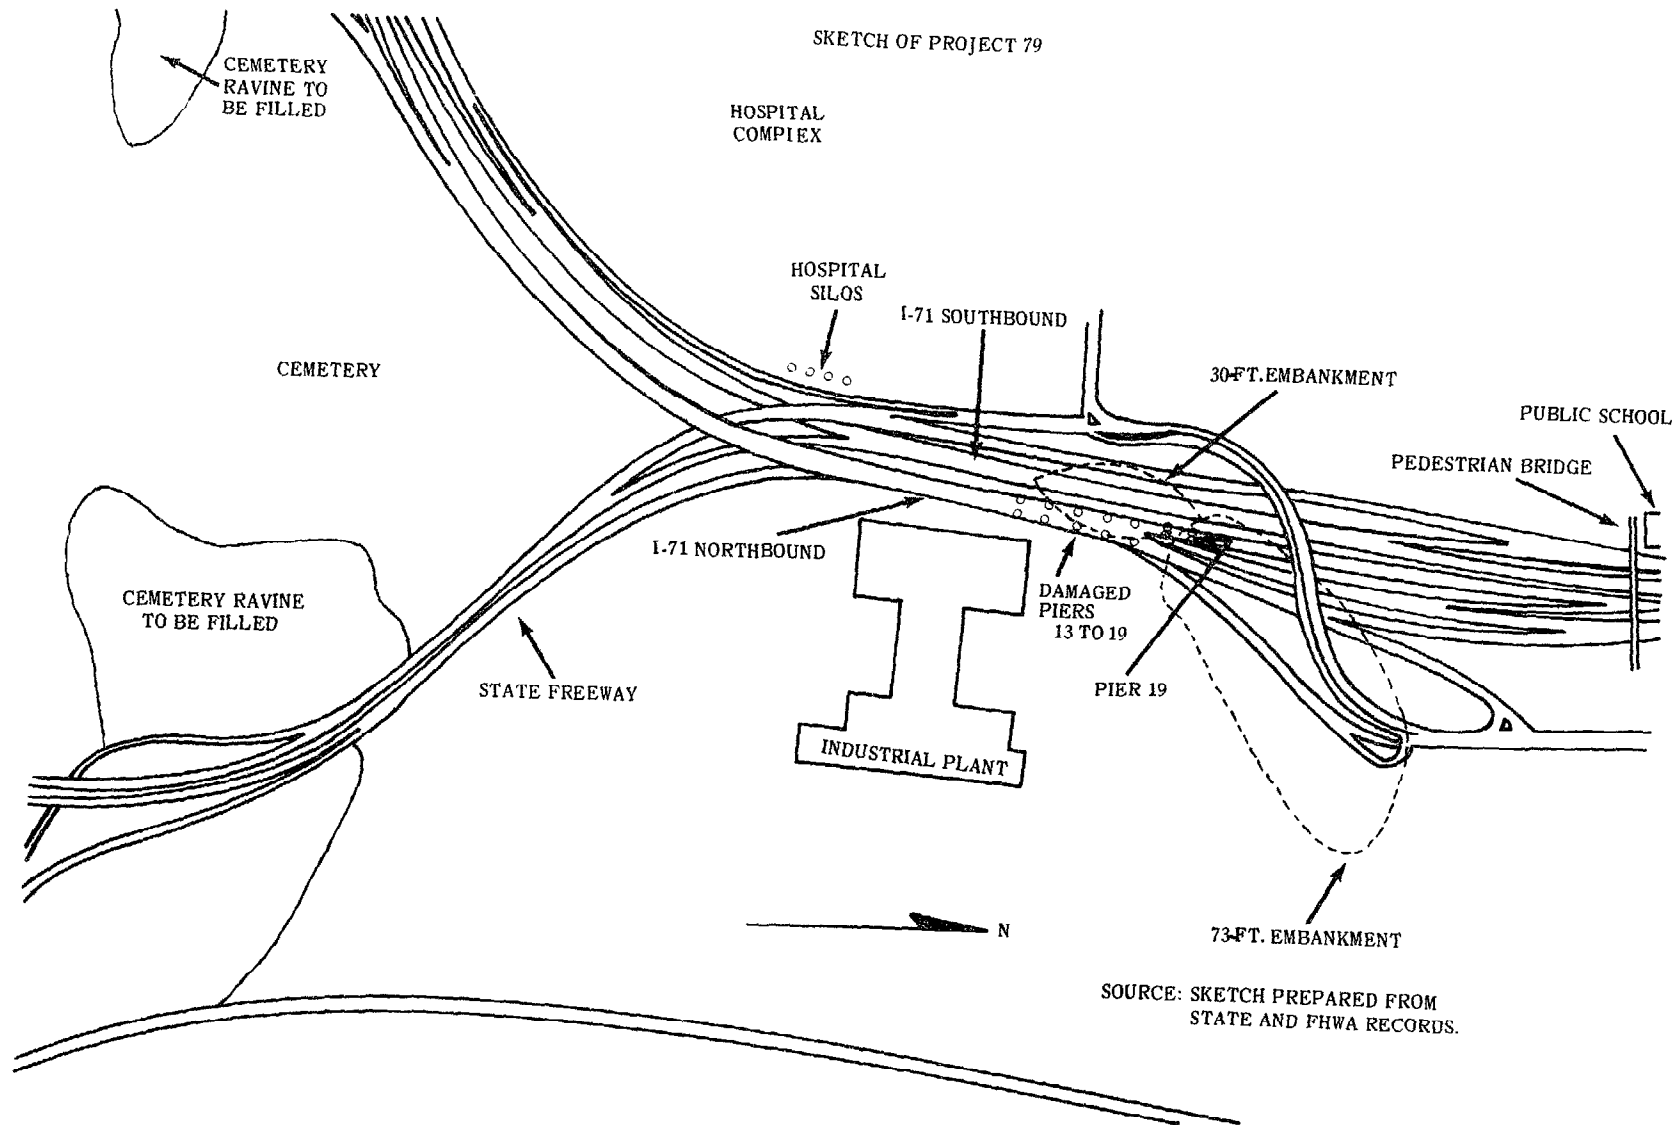 SKETCH OF PROJECT 79
CEMETERY
RAVINE TO
BE FILLED
HOSPITAL
COMPLEX
HOSPITAL
SILOS
I-71 SOUTHBOUND
CEMETERY
30-FT. EMBANKMENT
PUBLIC SCHOOL
PEDESTRIAN BRIDGE
I-71 NORTHBOUND
DAMAGED
PIERS
13 TO 19
CEMETERY RAVINE
TO BE FILLED
STATE FREEWAY
PIER 19
INDUSTRIAL PLANT
N
73-FT. EMBANKMENT
SOURCE: SKETCH PREPARED FROM
STATE AND FHWA RECORDS.